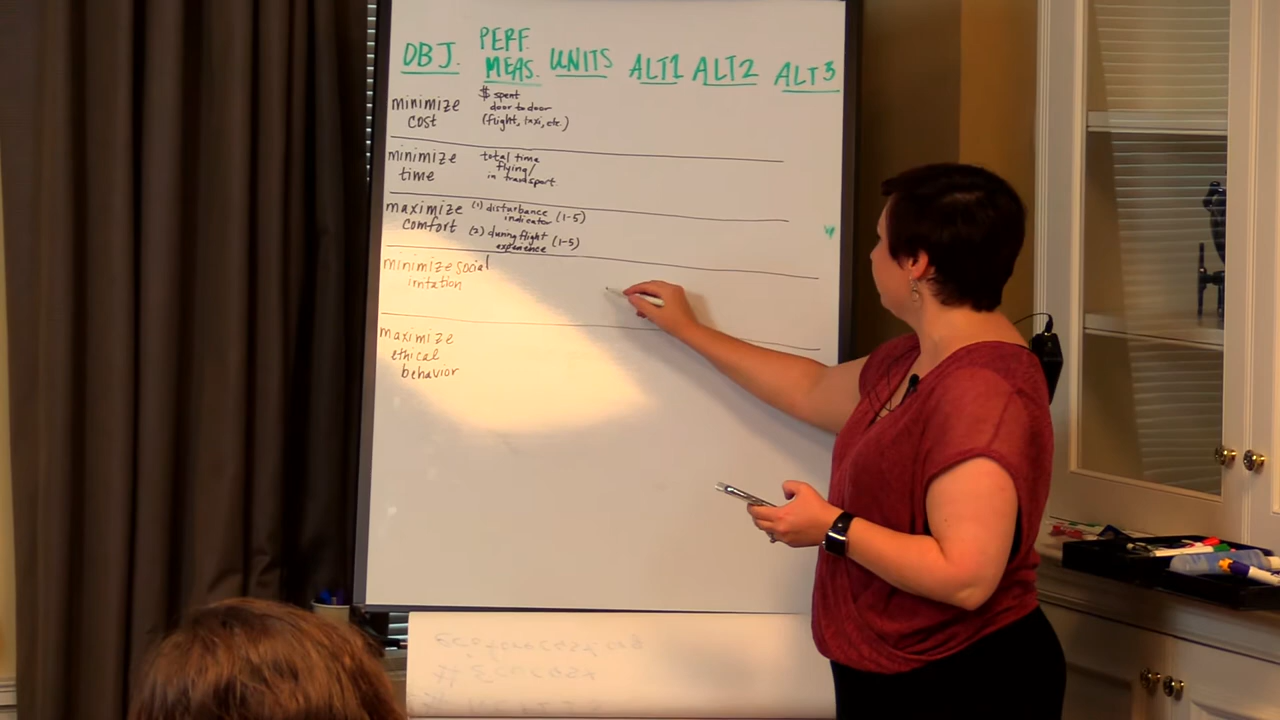 OBJ. PERF. MEAS. UNITS ALT1 ALT2 ALT3
minimize
cost
$ spent
door to door
(flight, taxi, etc.)
minimize
time
total time
flying/
in transport
maximize
comfort
(1) disturbance
indicator (1-5)
(2) during flight
experience (1-5)
minimize social
irritation
maximize
ethical
behavior